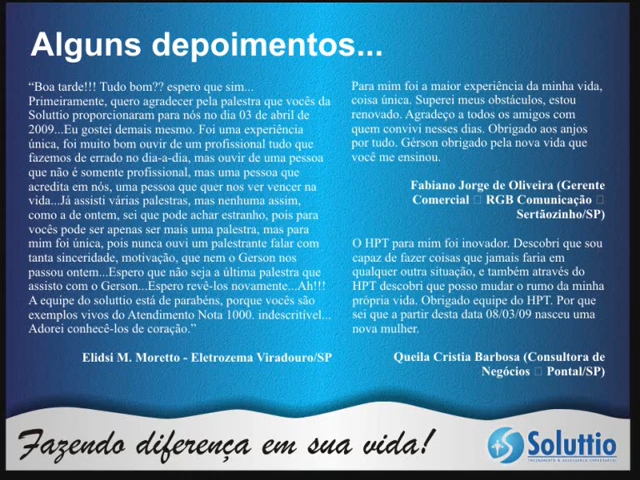 Alguns depoimentos...
“Boa tarde!!! Tudo bom?? espero que sim...
Primeiramente, quero agradecer pela palestra que vocês da
Soluttio proporcionaram para nós no dia 03 de abril de
2009...Eu gostei demais mesmo. Foi uma experiência
única, foi muito bom ouvir de um profissional tudo que
fazemos de errado no dia-a-dia, mas ouvir de uma pessoa
que não é somente profissional, mas uma pessoa que
acredita em nós, uma pessoa que quer nos ver vencer na
vida...Já assisti várias palestras, mas nenhuma assim,
como a de ontem, sei que pode achar estranho, pois para
vocês pode ser apenas ser mais uma palestra, mas para
mim foi única, pois nunca ouvi um palestrante falar com
tanta sinceridade, motivação, que nem o Gerson nos
passou ontem...Espero que não seja a última palestra que
assisto com o Gerson...Espero revê-los novamente...Ah!!!
A equipe do soluttio está de parabéns, porque vocês são
exemplos vivos do Atendimento Nota 1000. indescritível...
Adorei conhecê-los de coração.”
Elidsi M. Moretto - Eletrozema Viradouro/SP
Para mim foi a maior experiência da minha vida,
coisa única. Superei meus obstáculos, estou
renovado. Agradeço a todos os amigos com
quem convivi nesses dias. Obrigado aos anjos
por tudo. Gérson obrigado pela nova vida que
você me ensinou.
Fabiano Jorge de Oliveira (Gerente
Comercial □ RGB Comunicação □
Sertãozinho/SP)
O HPT para mim foi inovador. Descobri que sou
capaz de fazer coisas que jamais faria em
qualquer outra situação, e também através do
HPT descobri que posso mudar o rumo da minha
própria vida. Obrigado equipe do HPT. Por que
sei que a partir desta data 08/03/09 nasceu uma
nova mulher.
Queila Cristia Barbosa (Consultora de
Negócios □ Pontal/SP)
Fazendo diferença em sua vida!
Soluttio